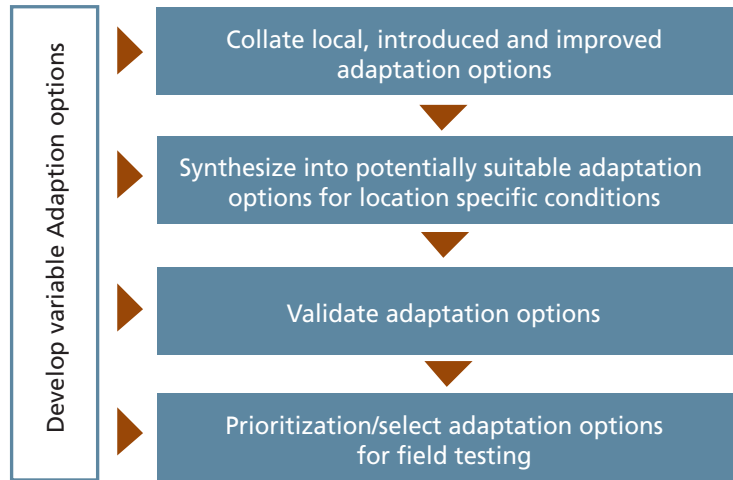 Develop variable Adaption options
Collate local, introduced and improved
adaptation options
Synthesize into potentially suitable adaptation
options for location specific conditions
Validate adaptation options
Prioritization/select adaptation options
for field testing